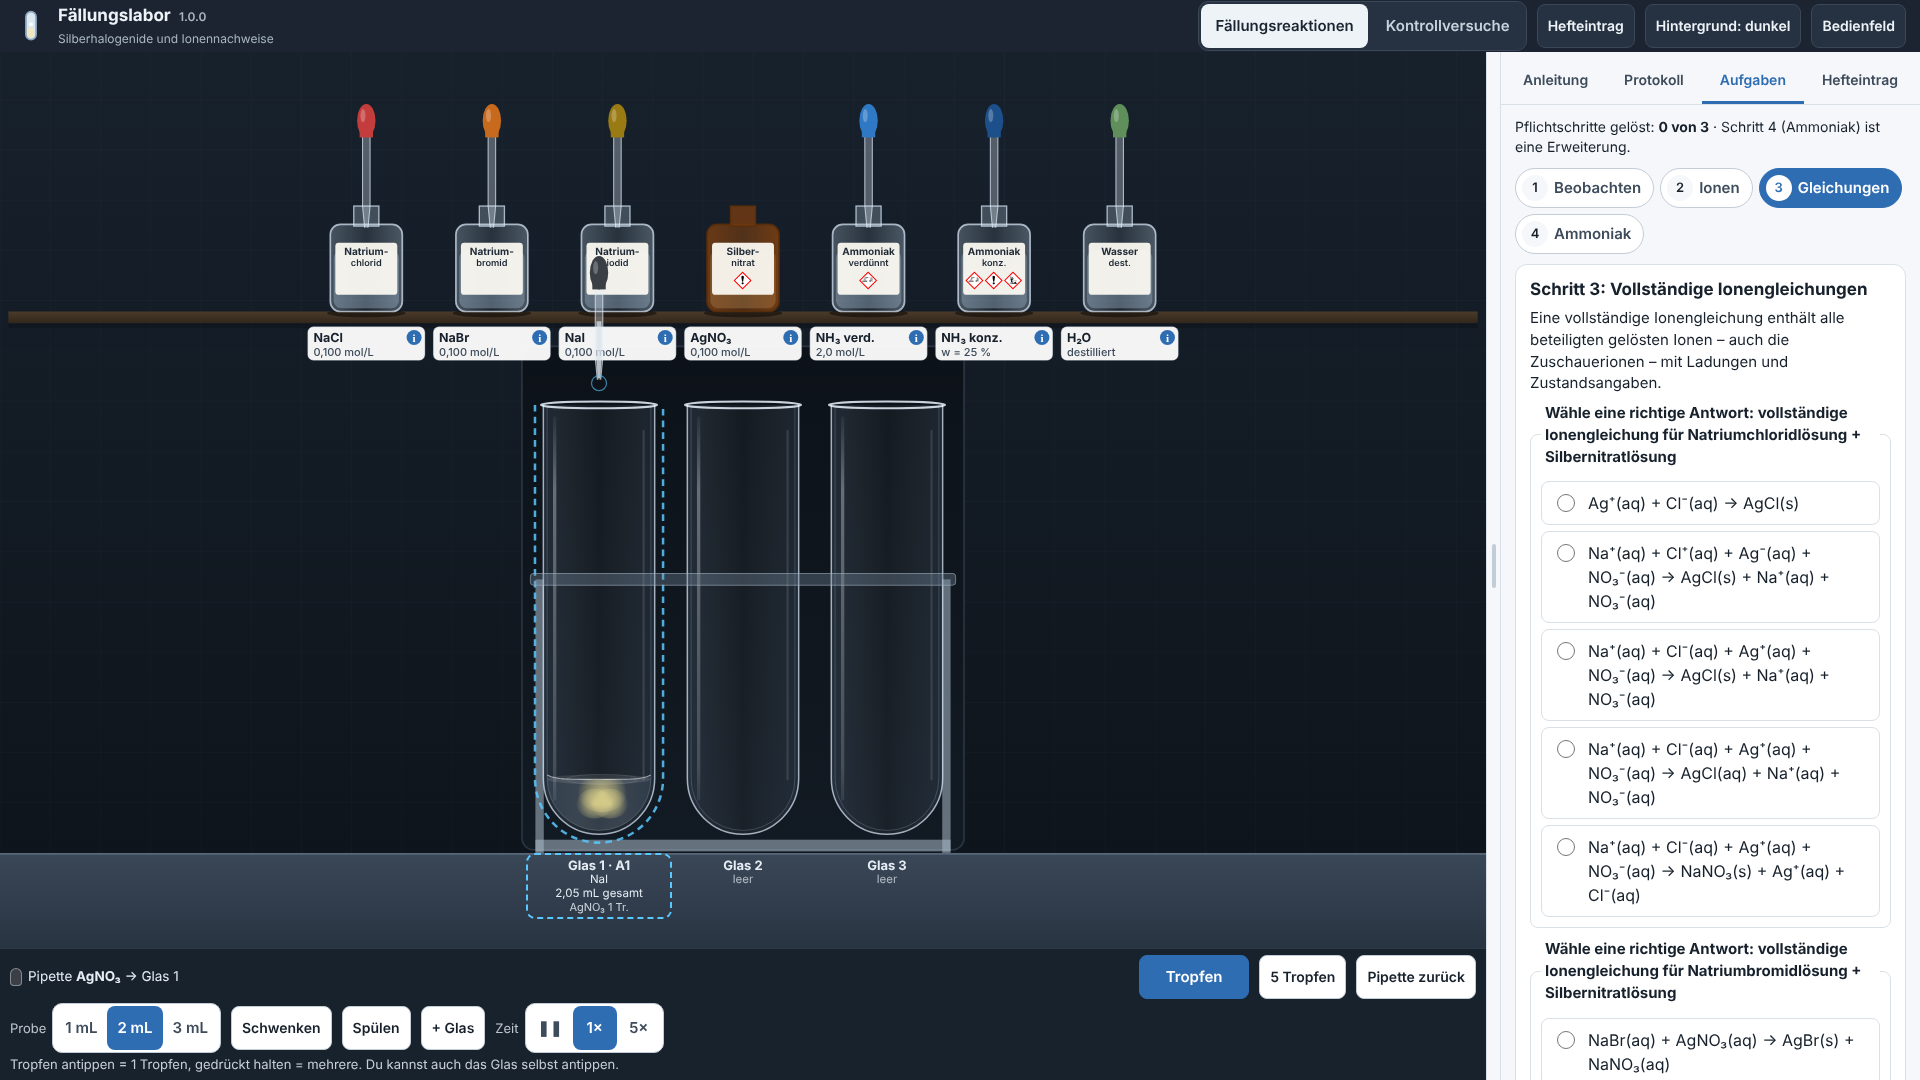 Fällungslabor 1.0.0
Silberhalogenide und Ionennachweise
Fällungsreaktionen
Kontrollversuche
Hefteintrag
Hintergrund: dunkel
Bedienfeld
Natrium-
chlorid
Natrium-
bromid
Natrium-
iodid
Silber-
nitrat
Ammoniak
verdünnt
Ammoniak
konz.
Wasser
dest.
NaCl
0,100 mol/L
NaBr
0,100 mol/L
NaI
0,100 mol/L
AgNO₃
0,100 mol/L
NH₃ verd.
2,0 mol/L
NH₃ konz.
w = 25 %
H₂O
destilliert
Glas 1 · A1
NaI
2,05 mL gesamt
AgNO₃ 1 Tr.
Glas 2
leer
Glas 3
leer
Pipette AgNO₃ → Glas 1
Tropfen
5 Tropfen
Pipette zurück
Probe
1 mL
2 mL
3 mL
Schwenken
Spülen
+ Glas
Zeit
1×
5×
Tropfen antippen = 1 Tropfen, gedrückt halten = mehrere. Du kannst auch das Glas selbst antippen.
Anleitung
Protokoll
Aufgaben
Hefteintrag
Pflichtschritte gelöst: 0 von 3 · Schritt 4 (Ammoniak) ist
eine Erweiterung.
1 Beobachten
2 Ionen
3 Gleichungen
4 Ammoniak
Schritt 3: Vollständige Ionengleichungen
Eine vollständige Ionengleichung enthält alle
beteiligten gelösten Ionen – auch die
Zuschauerionen – mit Ladungen und
Zustandsangaben.
Wähle eine richtige Antwort: vollständige
Ionengleichung für Natriumchloridlösung +
Silbernitratlösung
Ag⁺(aq) + Cl⁻(aq) → AgCl(s)
Na⁺(aq) + Cl⁺(aq) + Ag⁻(aq) +
NO₃⁻(aq) → AgCl(s) + Na⁺(aq) +
NO₃⁻(aq)
Na⁺(aq) + Cl⁻(aq) + Ag⁺(aq) +
NO₃⁻(aq) → AgCl(s) + Na⁺(aq) +
NO₃⁻(aq)
Na⁺(aq) + Cl⁻(aq) + Ag⁺(aq) +
NO₃⁻(aq) → AgCl(aq) + Na⁺(aq) +
NO₃⁻(aq)
Na⁺(aq) + Cl⁻(aq) + Ag⁺(aq) +
NO₃⁻(aq) → NaNO₃(s) + Ag⁺(aq) +
Cl⁻(aq)
Wähle eine richtige Antwort: vollständige
Ionengleichung für Natriumbromidlösung +
Silbernitratlösung
NaBr(aq) + AgNO₃(aq) → AgBr(s) +
NaNO₃(aq)